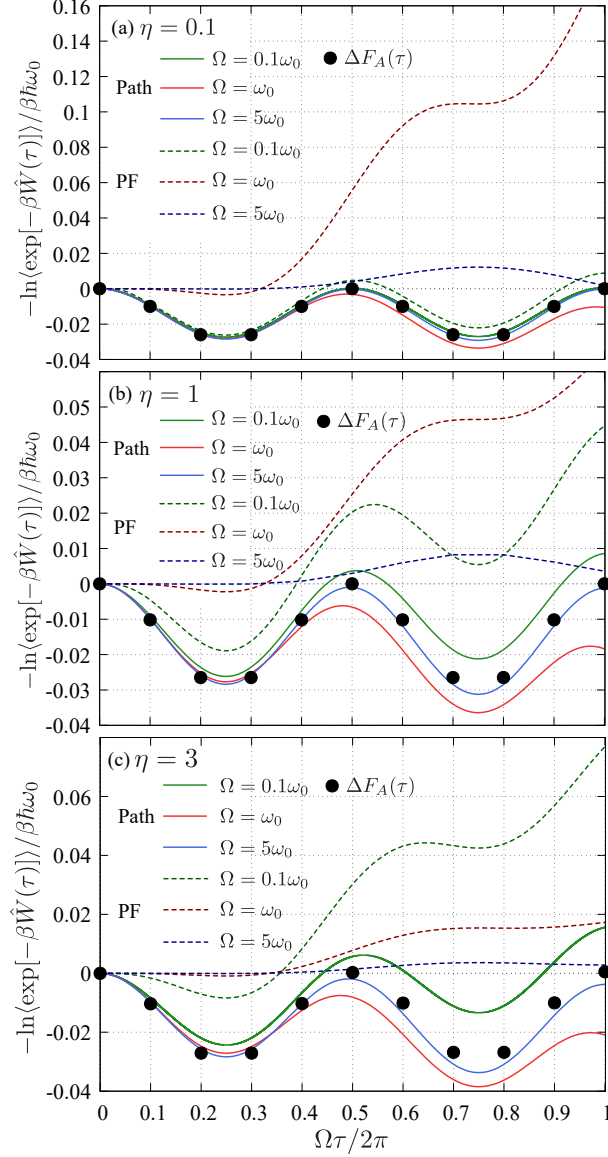 (a) η = 0.1
Path
Ω = 0.1ω₀
Ω = ω₀
Ω = 5ω₀
PF
Ω = 0.1ω₀
Ω = ω₀
Ω = 5ω₀
ΔF_A(τ)
−ln⟨exp[−βŴ(τ)]⟩/βħω₀
0.16
0.14
0.12
0.1
0.08
0.06
0.04
0.02
0
-0.02
-0.04
(b) η = 1
Path
Ω = 0.1ω₀
Ω = ω₀
Ω = 5ω₀
PF
Ω = 0.1ω₀
Ω = ω₀
Ω = 5ω₀
ΔF_A(τ)
−ln⟨exp[−βŴ(τ)]⟩/βħω₀
0.05
0.04
0.03
0.02
0.01
0
-0.01
-0.02
-0.03
-0.04
(c) η = 3
Path
Ω = 0.1ω₀
Ω = ω₀
Ω = 5ω₀
PF
Ω = 0.1ω₀
Ω = ω₀
Ω = 5ω₀
ΔF_A(τ)
−ln⟨exp[−βŴ(τ)]⟩/βħω₀
0.06
0.04
0.02
0
-0.02
-0.04
0 0.1 0.2 0.3 0.4 0.5 0.6 0.7 0.8 0.9 1
Ωτ/2π